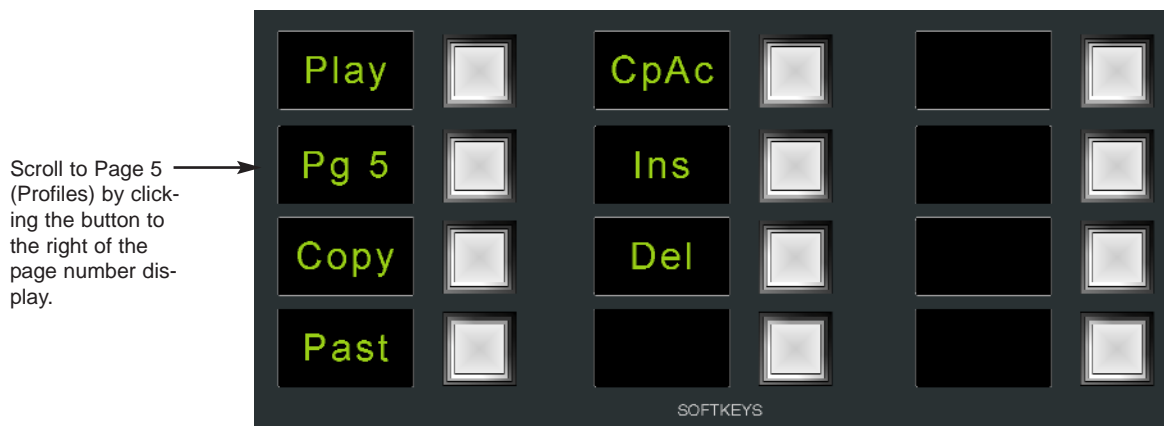 Scroll to Page 5
(Profiles) by click-
ing the button to
the right of the
page number dis-
play.
Play
CpAc
Pg 5
Ins
Copy
Del
Past
SOFTKEYS